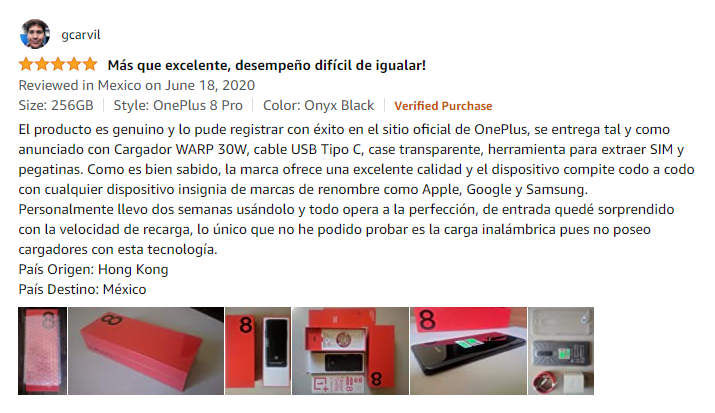 gcarvil
Más que excelente, desempeño difícil de igualar!
Reviewed in Mexico on June 18, 2020
Size: 256GB | Style: OnePlus 8 Pro | Color: Onyx Black | Verified Purchase
El producto es genuino y lo pude registrar con éxito en el sitio oficial de OnePlus, se entrega tal y como
anunciado con Cargador WARP 30W, cable USB Tipo C, case transparente, herramienta para extraer SIM y
pegatinas. Como es bien sabido, la marca ofrece una excelente calidad y el dispositivo compite codo a codo
con cualquier dispositivo insignia de marcas de renombre como Apple, Google y Samsung.
Personalmente llevo dos semanas usándolo y todo opera a la perfección, de entrada quedé sorprendido
con la velocidad de recarga, lo único que no he podido probar es la carga inalámbrica pues no poseo
cargadores con esta tecnología.
País Origen: Hong Kong
País Destino: México
8
8
8
8
8